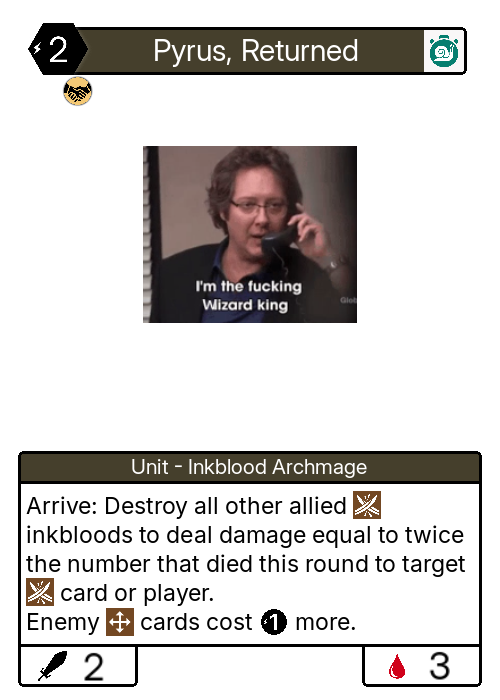 2
Pyrus, Returned
I'm the fucking
Wizard king
Glob
Unit - Inkblood Archmage
Arrive: Destroy all other allied
inkbloods to deal damage equal to twice
the number that died this round to target
card or player.
Enemy cards cost 1 more.
2
3